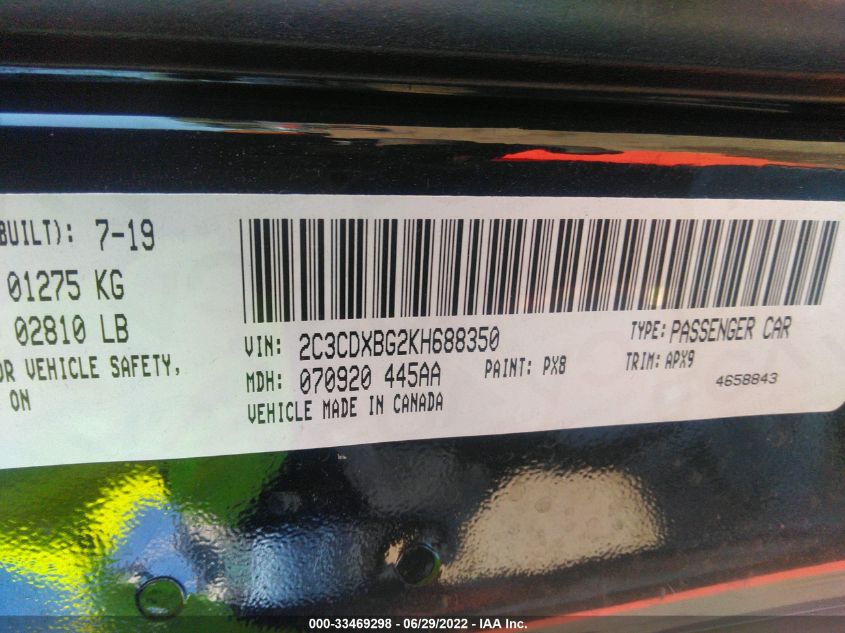 BUILT): 7-19
01275 KG
02810 LB
OR VEHICLE SAFETY,
ON
VIN: 2C3CDXBG2KH688350
TYPE: PASSENGER CAR
MDH: 070920 445AA
PAINT: PX8
TRIM: APX9
VEHICLE MADE IN CANADA
4658843
000-33469298 - 06/29/2022 - IAA Inc.